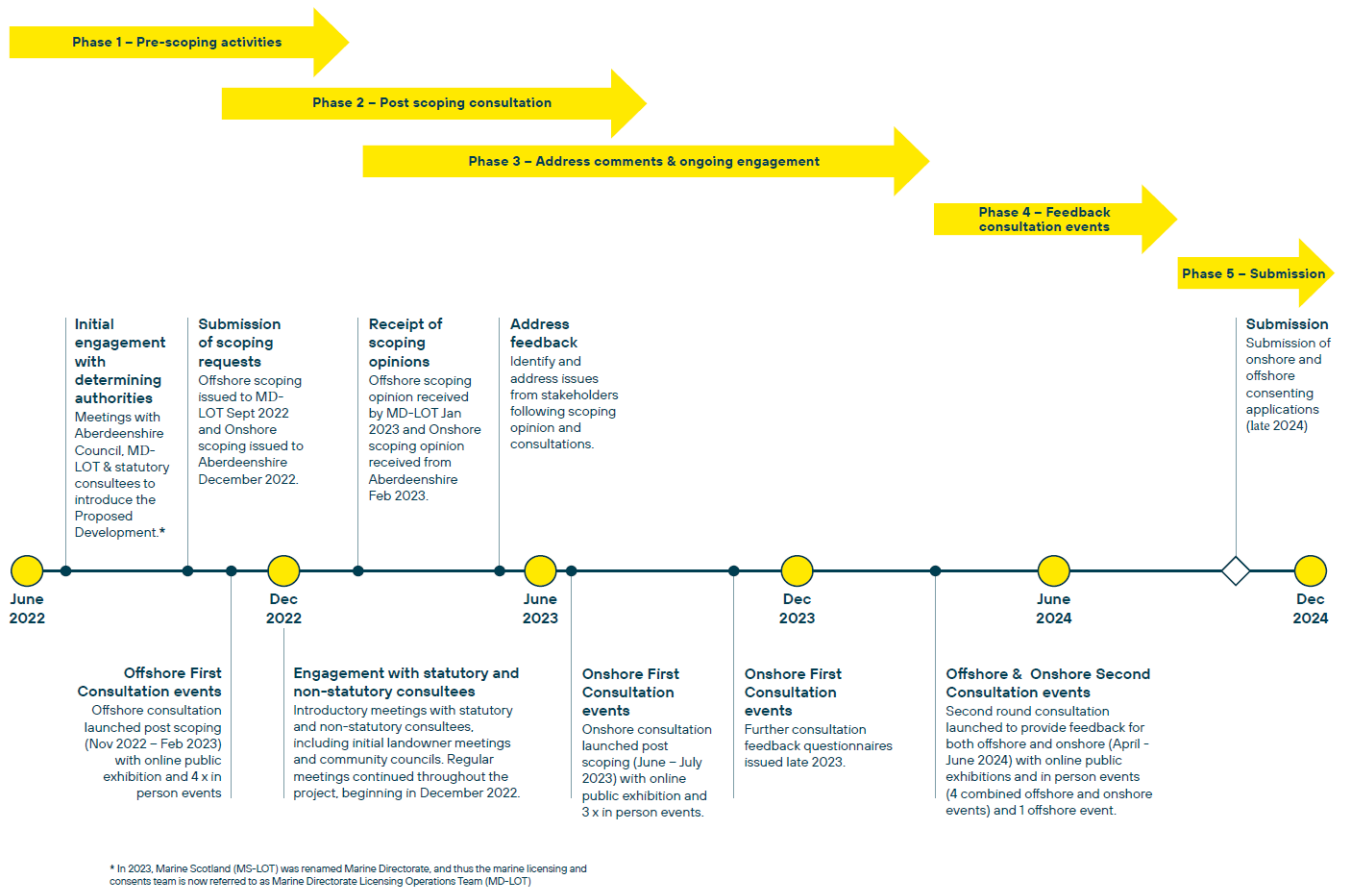 Phase 1 – Pre-scoping activities
Phase 2 – Post scoping consultation
Phase 3 – Address comments & ongoing engagement
Phase 4 – Feedback
consultation events
Phase 5 – Submission
Initial
engagement
with
determining
authorities
Meetings with
Aberdeenshire
Council, MD-
LOT & statutory
consultees to
introduce the
Proposed
Development.*
Submission
of scoping
requests
Offshore scoping
issued to MD-
LOT Sept 2022
and Onshore
scoping issued to
Aberdeenshire
December 2022.
Receipt of
scoping
opinions
Offshore scoping
opinion received
by MD-LOT Jan
2023 and Onshore
scoping opinion
received from
Aberdeenshire
Feb 2023.
Address
feedback
Identify and
address issues
from stakeholders
following scoping
opinion and
consultations.
Submission
Submission of
onshore and
offshore
consenting
applications
(late 2024)
June
2022
Dec
2022
June
2023
Dec
2023
June
2024
Dec
2024
Offshore First
Consultation events
Offshore consultation
launched post scoping
(Nov 2022 – Feb 2023)
with online public
exhibition and 4 x in
person events
Engagement with statutory and
non-statutory consultees
Introductory meetings with statutory
and non-statutory consultees,
including initial landowner meetings
and community councils. Regular
meetings continued throughout the
project, beginning in December 2022.
Onshore First
Consultation
events
Onshore consultation
launched post
scoping (June – July
2023) with online
public exhibition and
3 x in person events.
Onshore First
Consultation
events
Further consultation
feedback questionnaires
issued late 2023.
Offshore & Onshore Second
Consultation events
Second round consultation
launched to provide feedback for
both offshore and onshore (April -
June 2024) with online public
exhibitions and in person events
(4 combined offshore and onshore
events) and 1 offshore event.
* In 2023, Marine Scotland (MS-LOT) was renamed Marine Directorate, and thus the marine licensing and
consents team is now referred to as Marine Directorate Licensing Operations Team (MD-LOT)